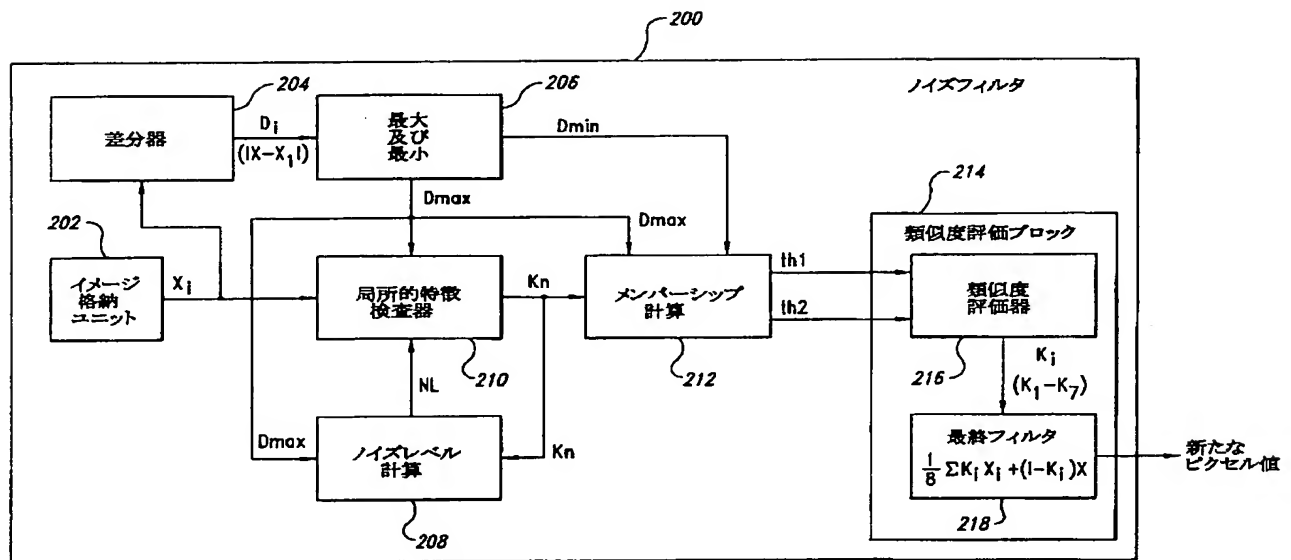 200
ノイズフィルタ
204
差分器
Di
(|X-X1|)
206
最大
及び
最小
Dmin
Dmax
Dmax
202
イメージ
格納
ユニット
Xi
局所的特徴
検査器
210
Kn
メンバーシップ
計算
212
th1
th2
214
類似度評価ブロック
類似度
評価器
216
Ki
(K1-K7)
NL
Dmax
ノイズレベル
計算
Kn
208
最終フィルタ
1/8 ΣKiXi+(1-Ki)X
218
新たな
ピクセル値